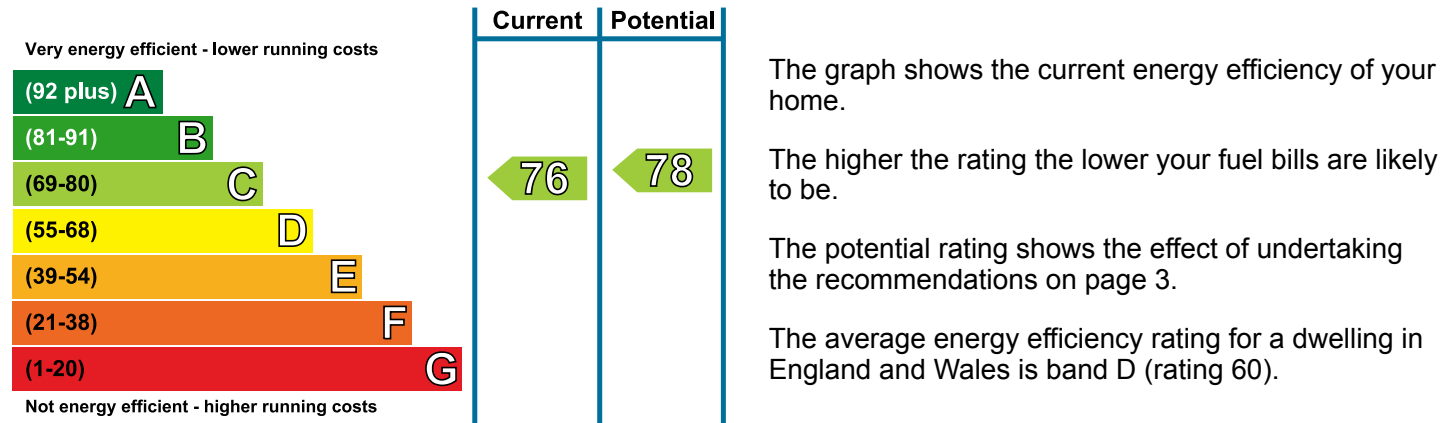 Current Potential
Very energy efficient - lower running costs
(92 plus) A
(81-91) B
(69-80) C
76 78
(55-68) D
(39-54) E
(21-38) F
(1-20) G
Not energy efficient - higher running costs
The graph shows the current energy efficiency of your
home.
The higher the rating the lower your fuel bills are likely
to be.
The potential rating shows the effect of undertaking
the recommendations on page 3.
The average energy efficiency rating for a dwelling in
England and Wales is band D (rating 60).